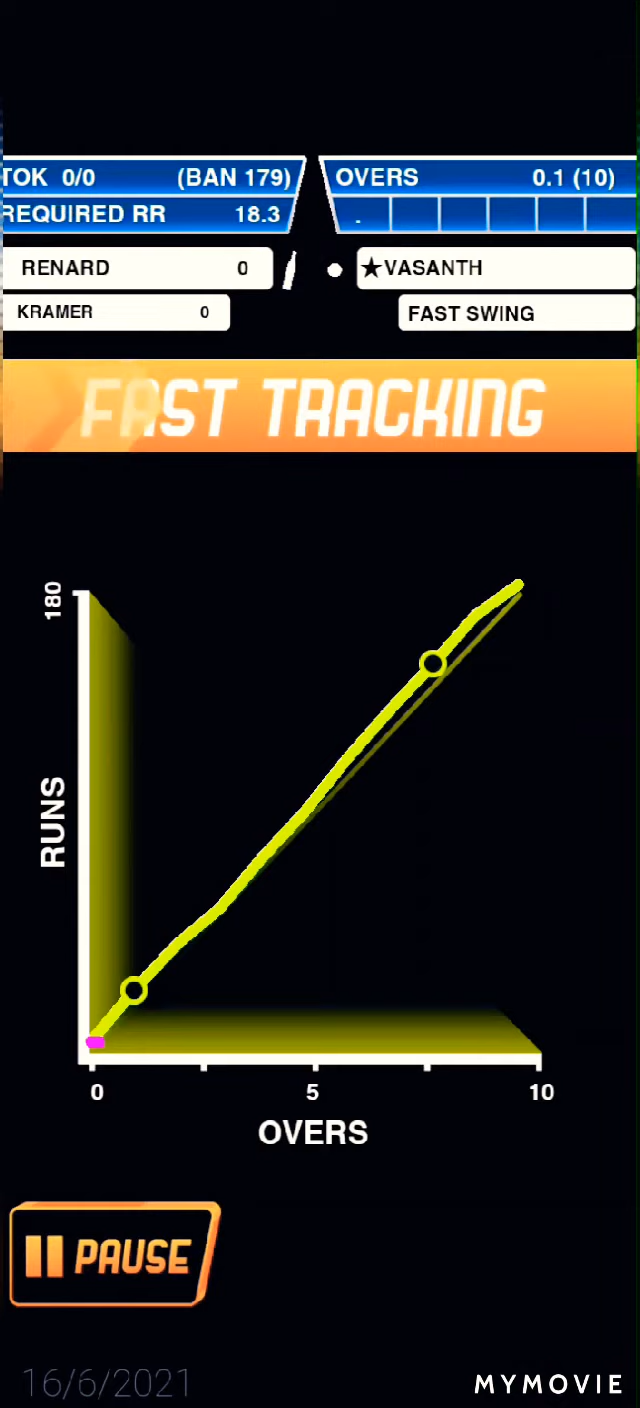 TOK 0/0 (BAN 179) OVERS 0.1 (10)
REQUIRED RR 18.3 .
RENARD 0 ★VASANTH
KRAMER 0 FAST SWING
FAST TRACKING
180
RUNS
0 5 10
OVERS
PAUSE
16/6/2021 MYMOVIE